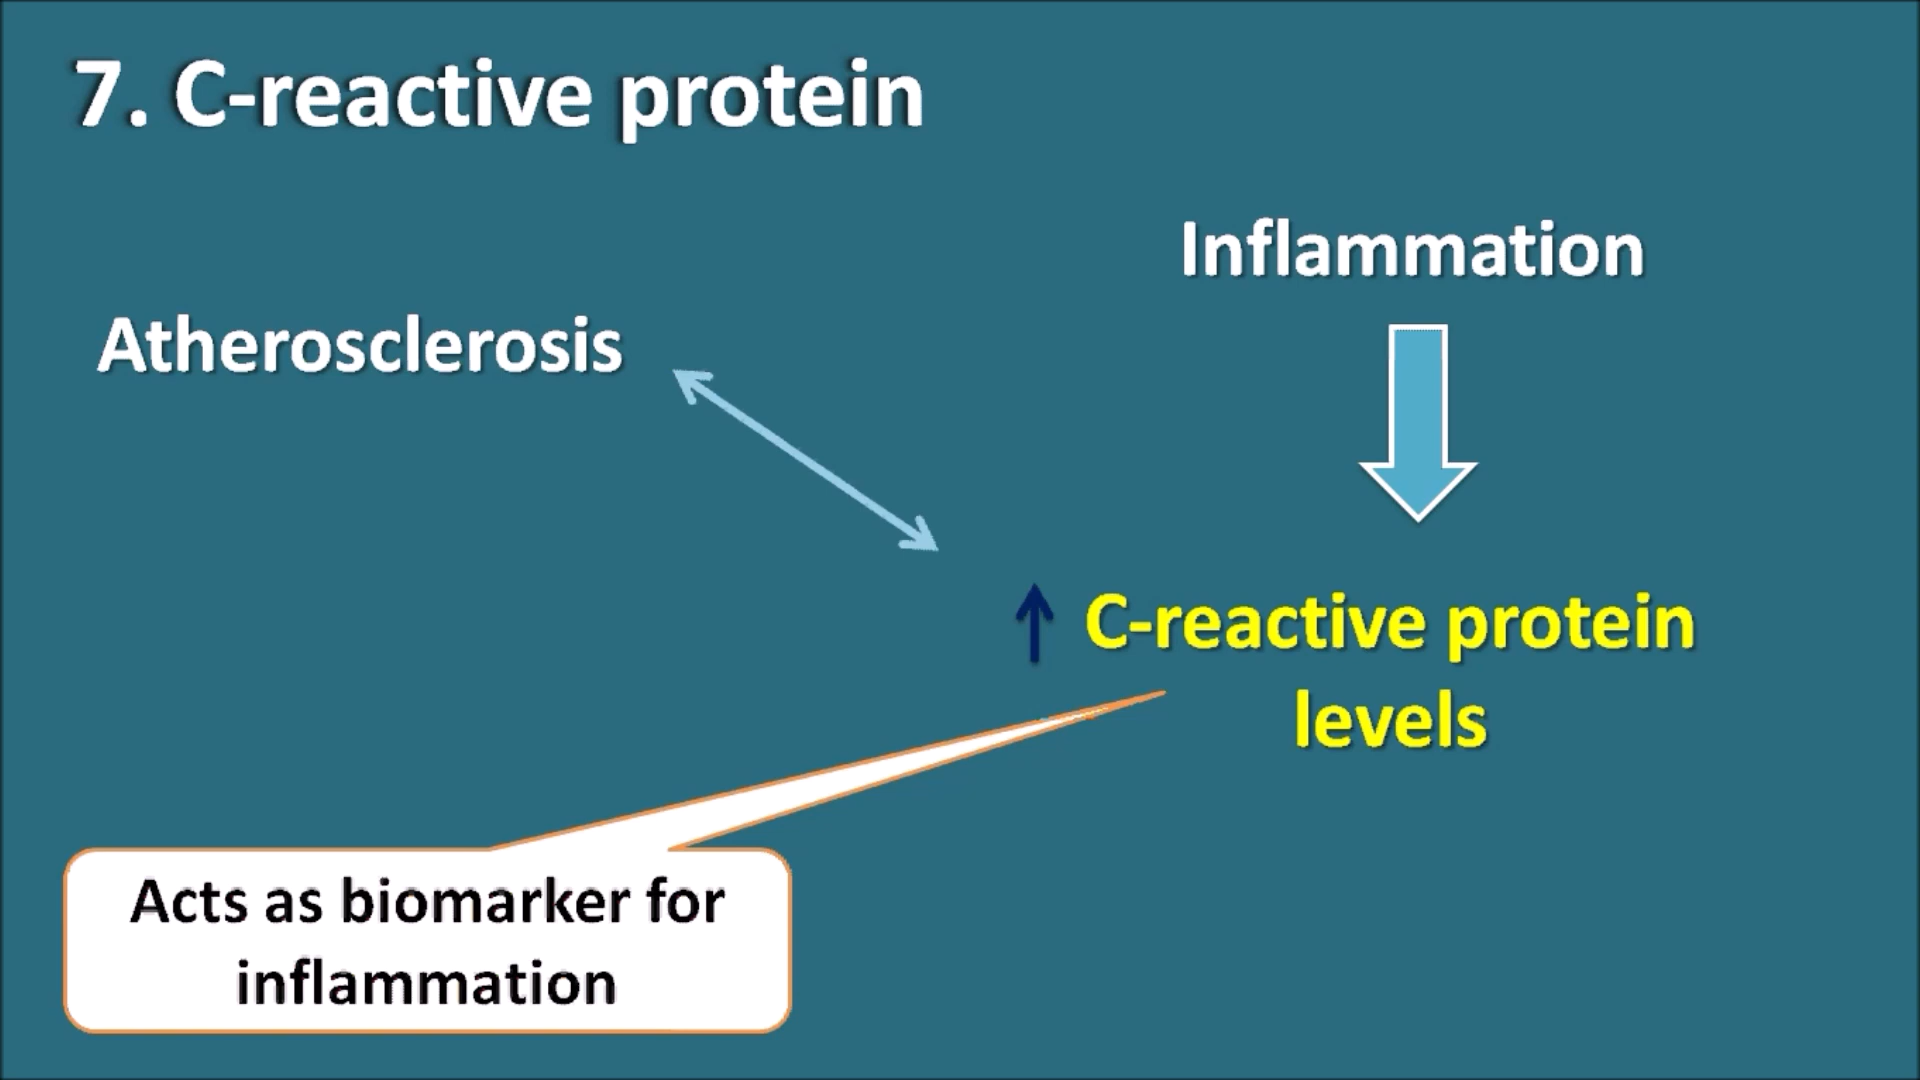 7. C-reactive protein
Inflammation
Atherosclerosis
C-reactive protein
levels
Acts as biomarker for
inflammation